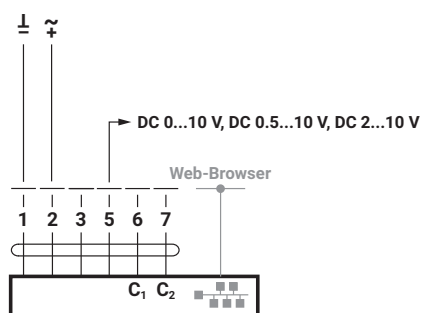 ⊥ ~
– +
DC 0...10 V, DC 0.5...10 V, DC 2...10 V
Web-Browser
1 2 3 5 6 7
C₁ C₂